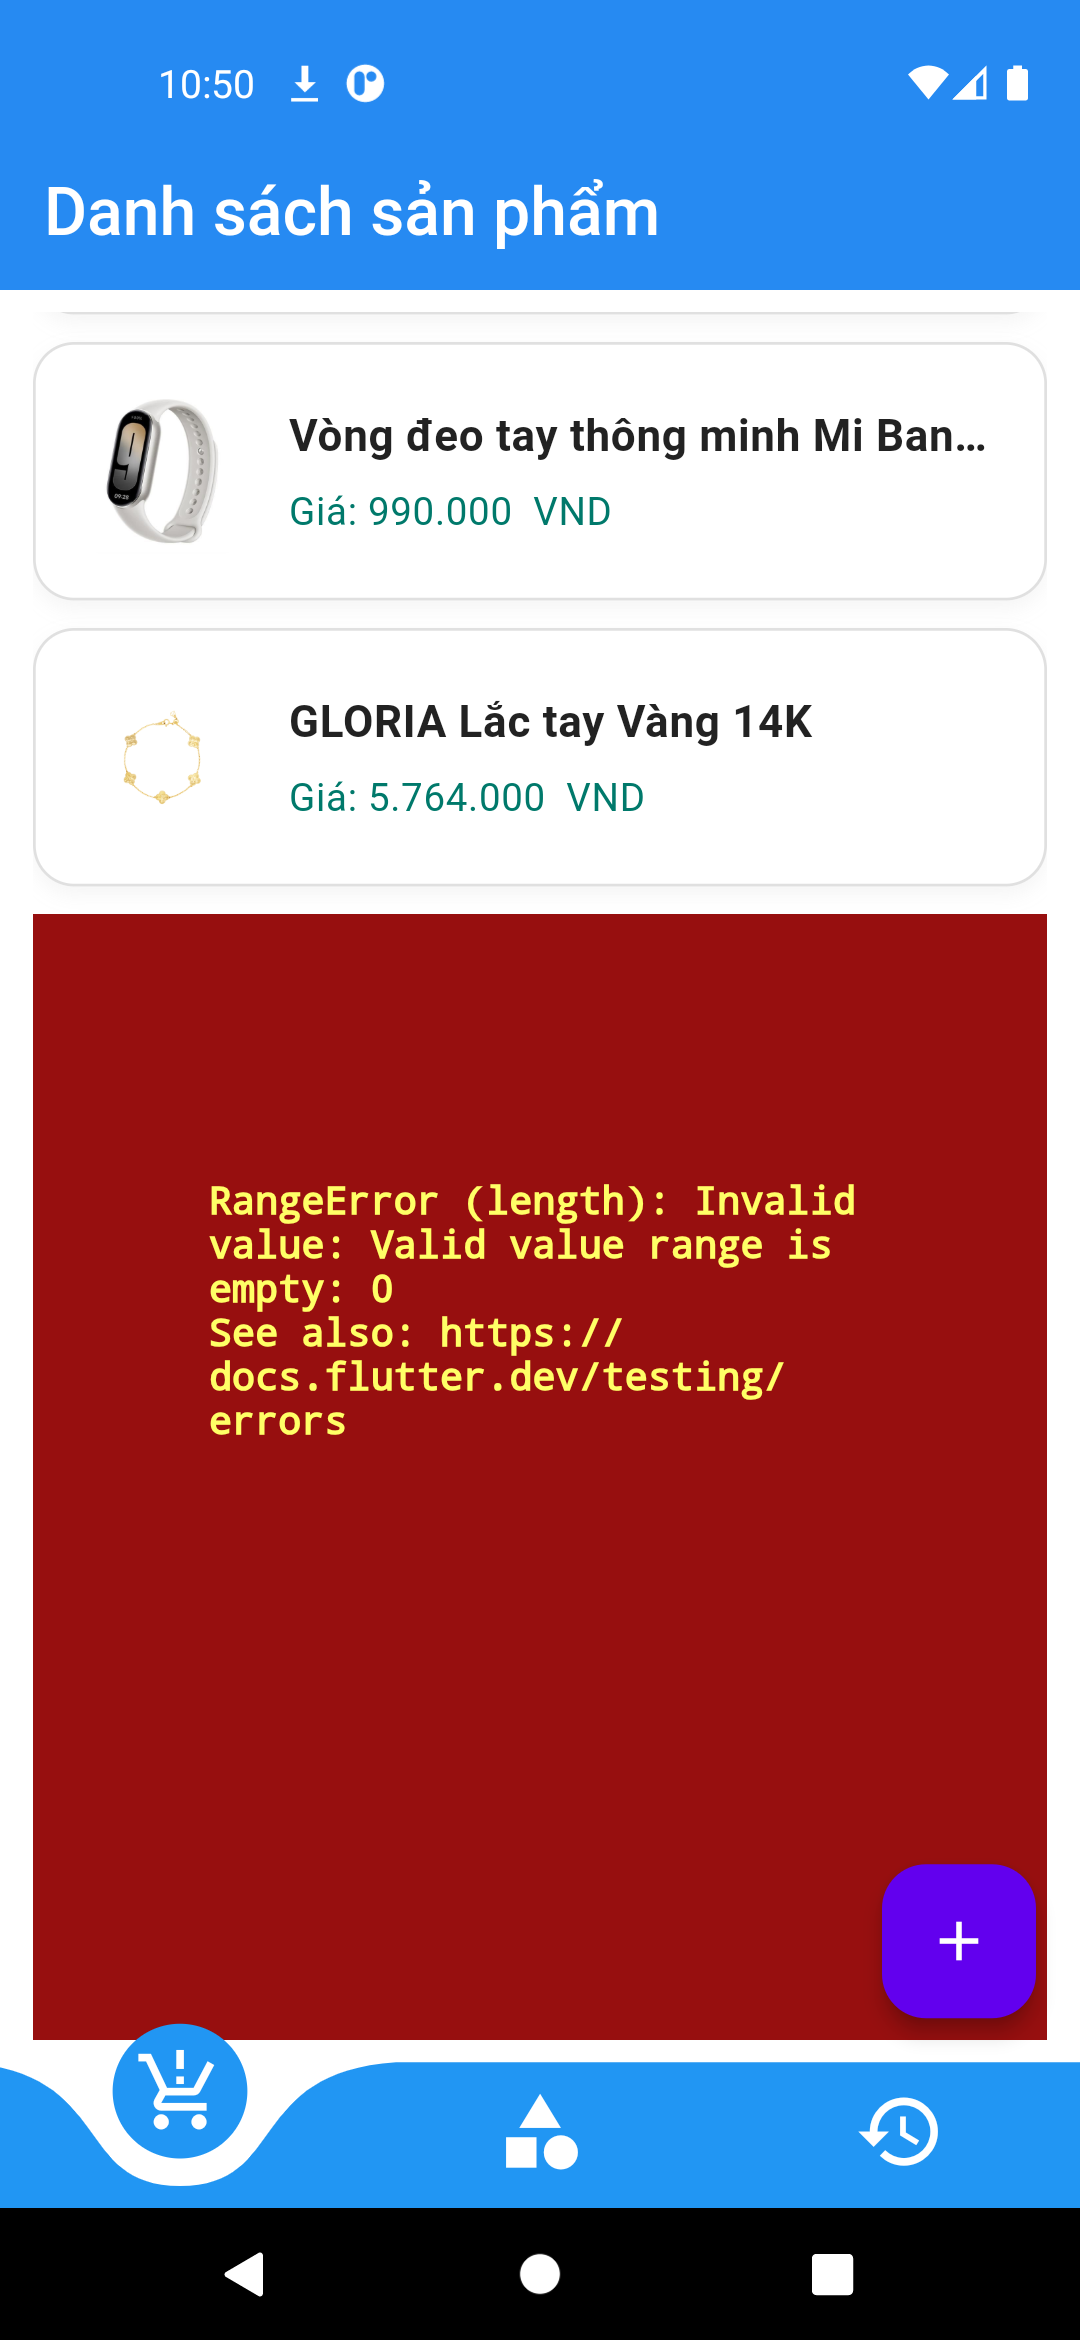 10:50
Danh sách sản phẩm
Vòng đeo tay thông minh Mi Ban...
Giá: 990.000 VND
GLORIA Lắc tay Vàng 14K
Giá: 5.764.000 VND
RangeError (length): Invalid
value: Valid value range is
empty: 0
See also: https://
docs.flutter.dev/testing/
errors